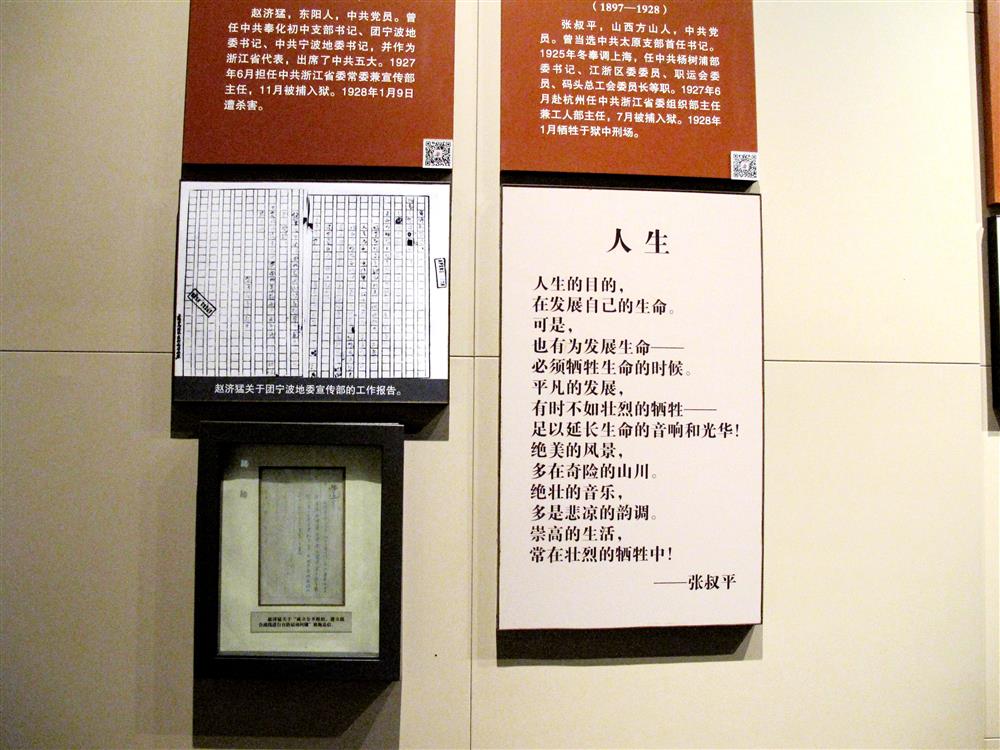 赵济猛，东阳人，中共党员。曾
任中共奉化初中支部书记、团宁波地
委书记、中共宁波地委书记，并作为
浙江省代表，出席了中共五大。1927
年6月担任中共浙江省委常委兼宣传部
主任，11月被捕入狱。1928年1月9日
遭杀害。
赵济猛关于团宁波地委宣传部的工作报告。
（1897—1928）
张叔平，山西方山人，中共党
员。曾当选中共太原支部首任书记。
1925年冬奉调上海，任中共杨树浦部
委书记、江浙区委委员、职运会委
员、码头总工会委员长等职。1927年6
月赴杭州任中共浙江省委组织部主任
兼工人部主任，7月被捕入狱。1928年
1月牺牲于狱中刑场。
人生
人生的目的，
在发展自己的生命。
可是，
也有为发展生命——
必须牺牲生命的时候。
平凡的发展，
有时不如壮烈的牺牲——
足以延长生命的音响和光华！
绝美的风景，
多在奇险的山川。
绝壮的音乐，
多是悲凉的韵调。
崇高的生活，
常在壮烈的牺牲中！
——张叔平